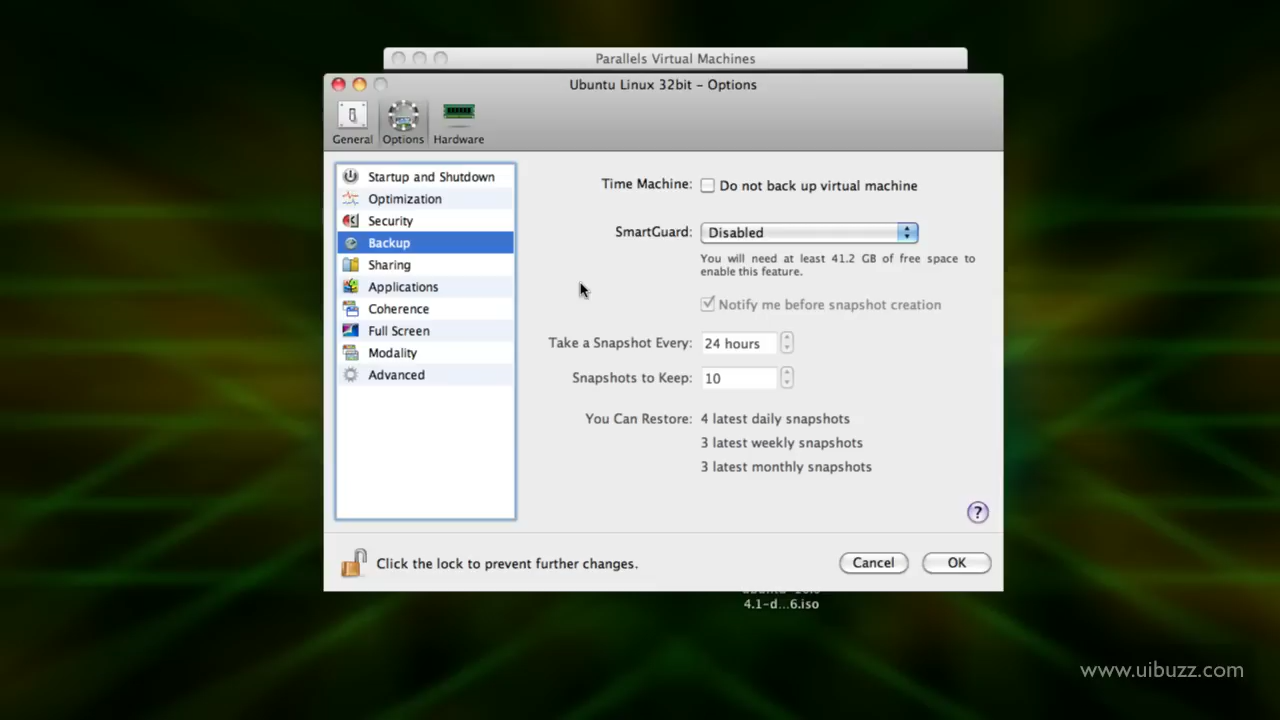 Parallels Virtual Machines
Ubuntu Linux 32bit – Options
General Options Hardware
Startup and Shutdown
Optimization
Security
Backup
Sharing
Applications
Coherence
Full Screen
Modality
Advanced
Time Machine: Do not back up virtual machine
SmartGuard: Disabled
You will need at least 41.2 GB of free space to
enable this feature.
Notify me before snapshot creation
Take a Snapshot Every: 24 hours
Snapshots to Keep: 10
You Can Restore: 4 latest daily snapshots
3 latest weekly snapshots
3 latest monthly snapshots
?
Click the lock to prevent further changes.
Cancel OK
4.1-d...6.iso
www.uibuzz.com